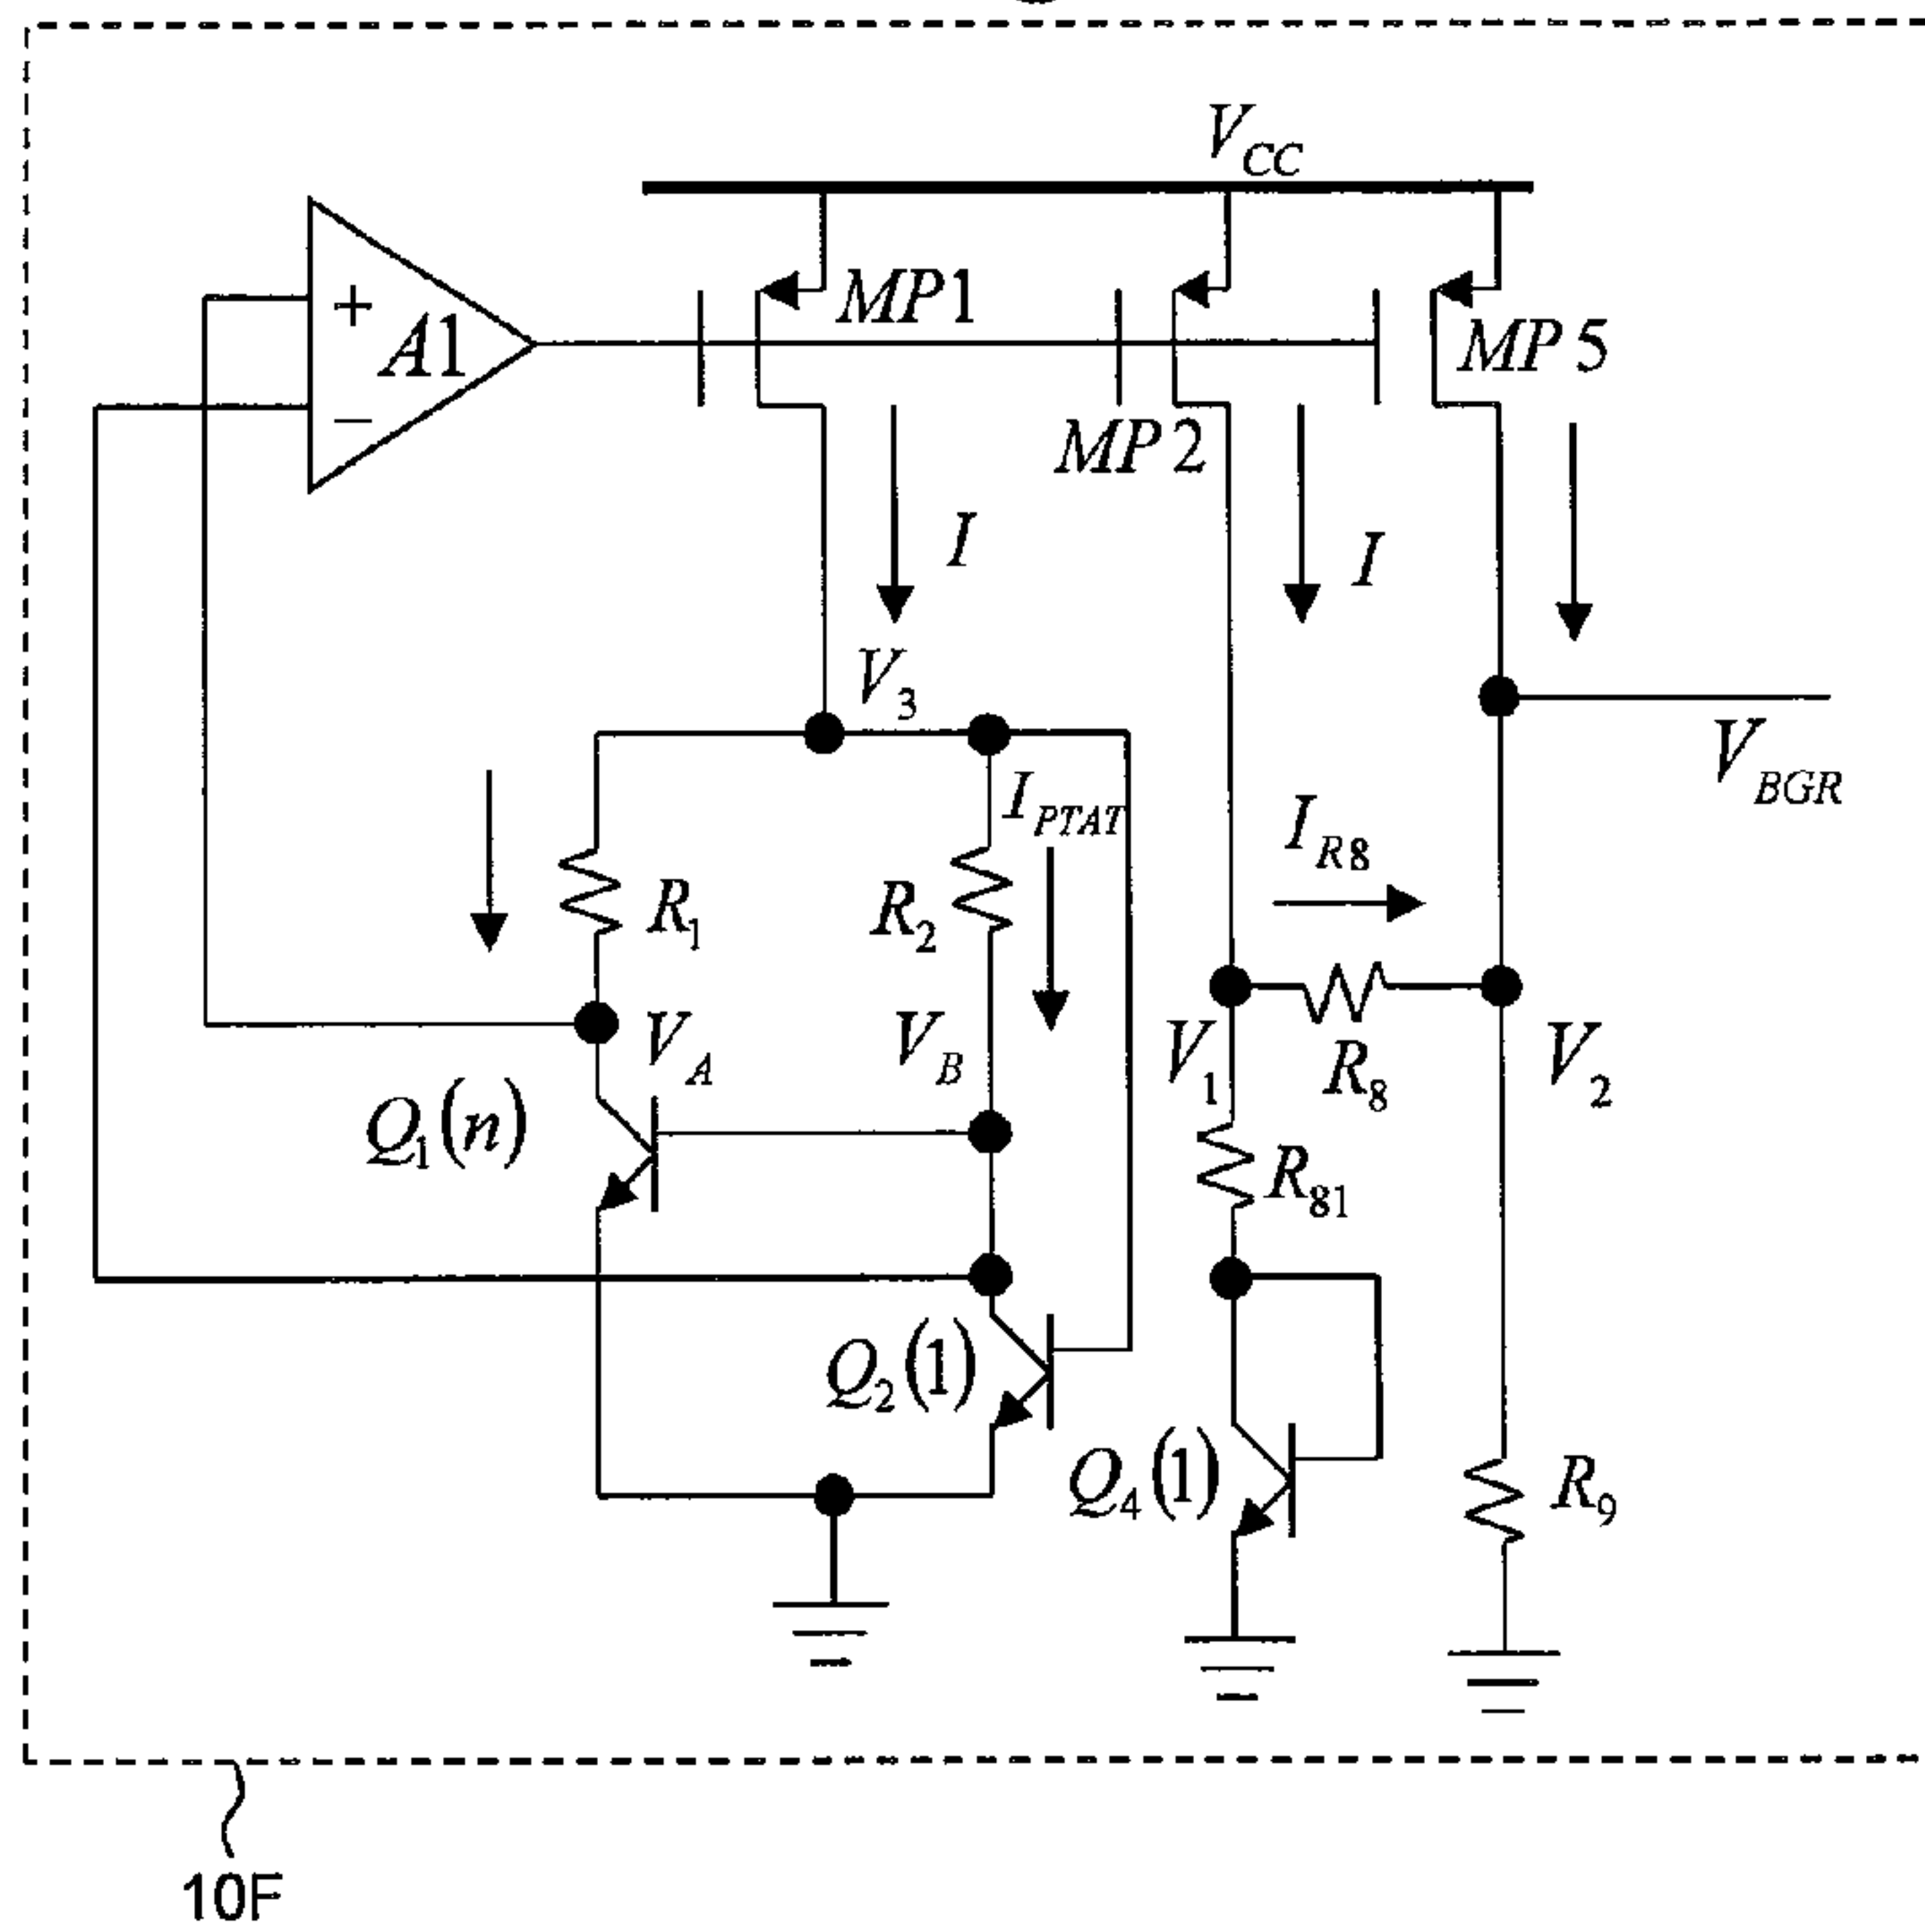 V_CC
+
A1
−
MP1
MP2
MP5
I
I
V_3
V_BGR
I_PTAT
I_R8
R_1
R_2
V_A
V_B
V_1
R_8
V_2
Q_1(n)
R_81
Q_2(1)
Q_4(1)
R_9
10F